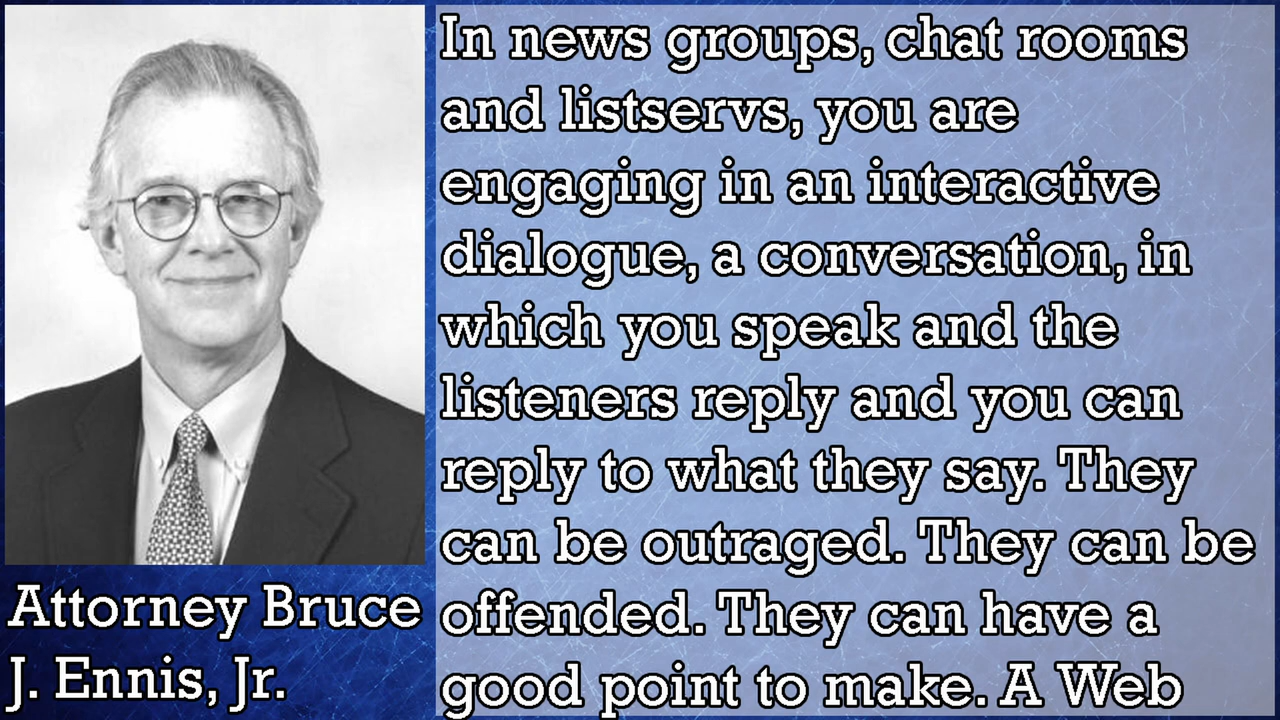 In news groups, chat rooms
and listservs, you are
engaging in an interactive
dialogue, a conversation, in
which you speak and the
listeners reply and you can
reply to what they say. They
can be outraged. They can be
offended. They can have a
good point to make. A Web
Attorney Bruce
J. Ennis, Jr.